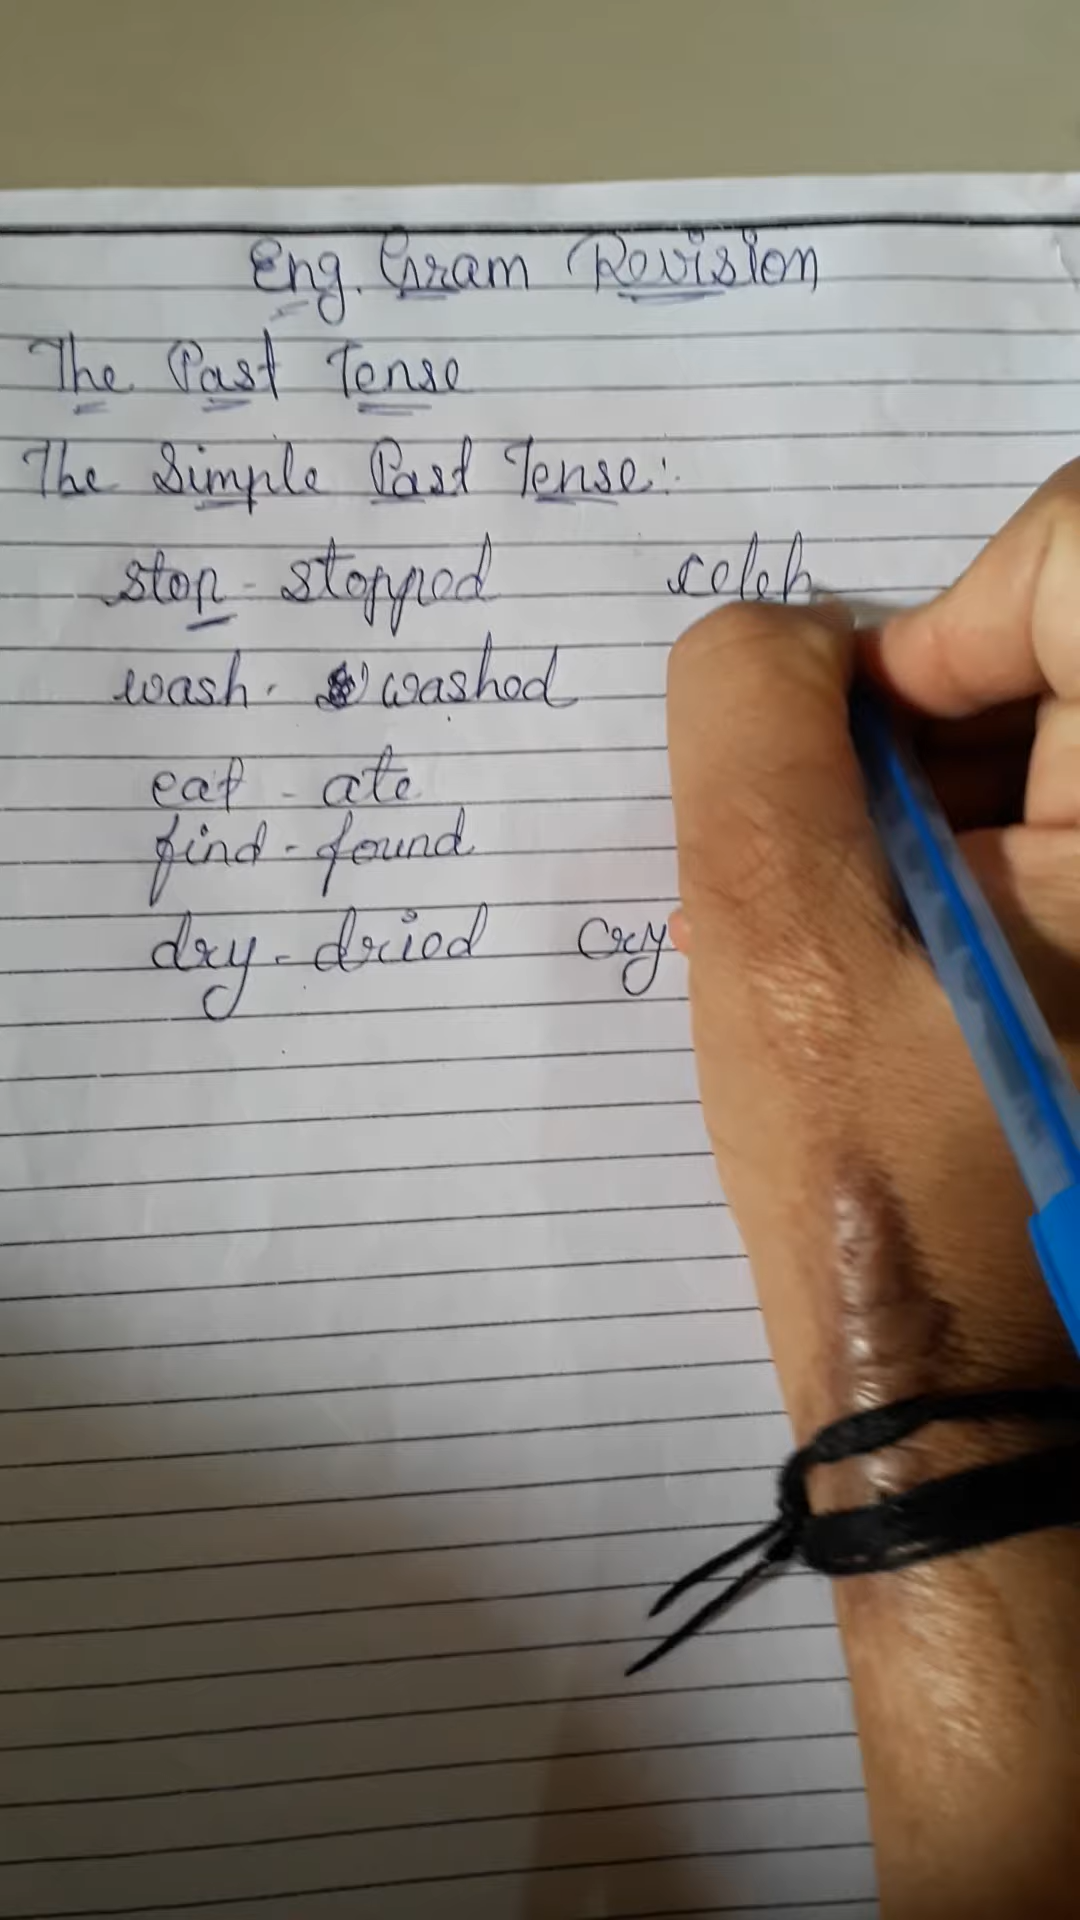 Eng. Gram Revision
The Past Tense
The Simple Past Tense:
stop - stopped celeb
wash - washed
eat - ate
find - found
dry - dried cry